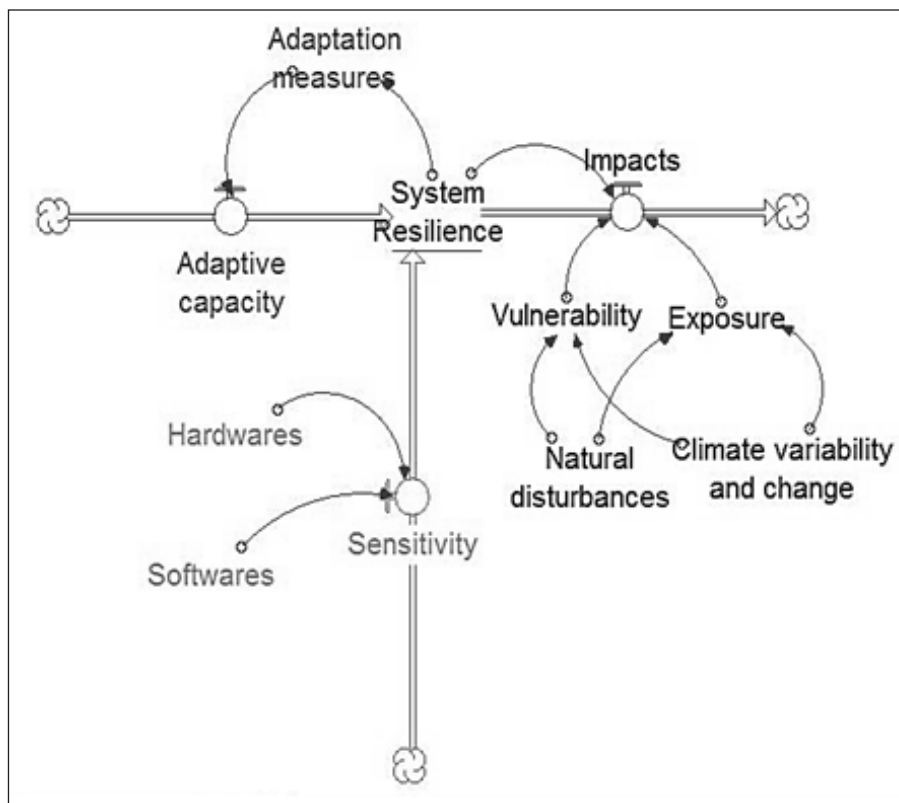 Adaptation
measures
Impacts
System
Resilience
Adaptive
capacity
Vulnerability
Exposure
Hardwares
Natural
disturbances
Climate variability
and change
Sensitivity
Softwares